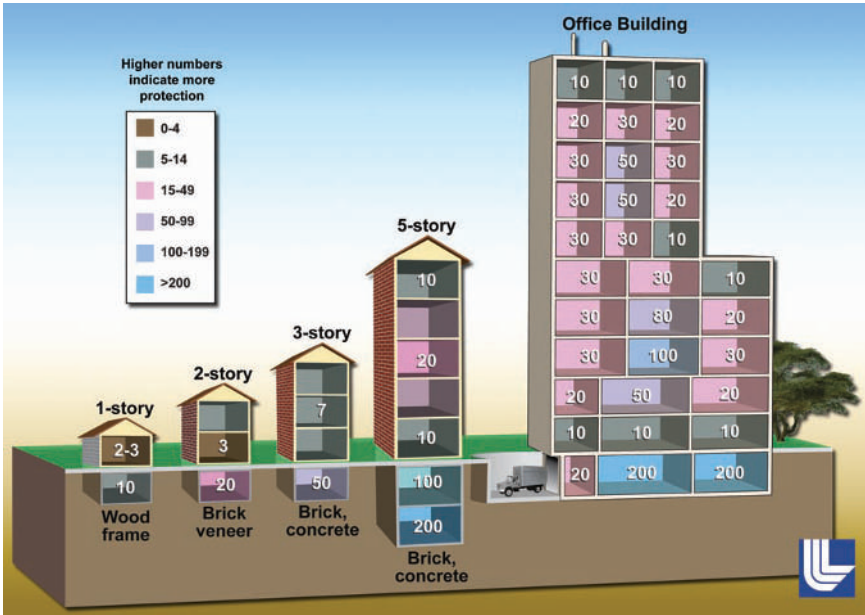 Office Building
Higher numbers
indicate more
protection
0-4
5-14
15-49
50-99
100-199
>200
10 10 10
20 30 20
30 50 30
30 50 20
30 30 10
30 30 10
30 80 20
30 100 30
20 50 20
10 10 10
20 200 200
5-story
10
20
10
100
200
Brick,
concrete
3-story
7
50
Brick,
concrete
2-story
3
20
Brick
veneer
1-story
2-3
10
Wood
frame